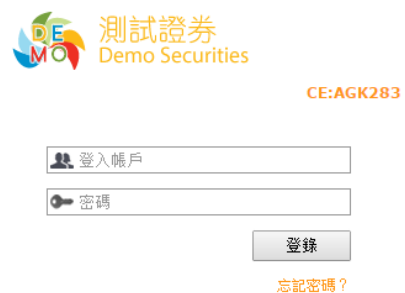 DEMO
測試證券
Demo Securities
CE:AGK283
登入帳戶
密碼
登錄
忘記密碼？